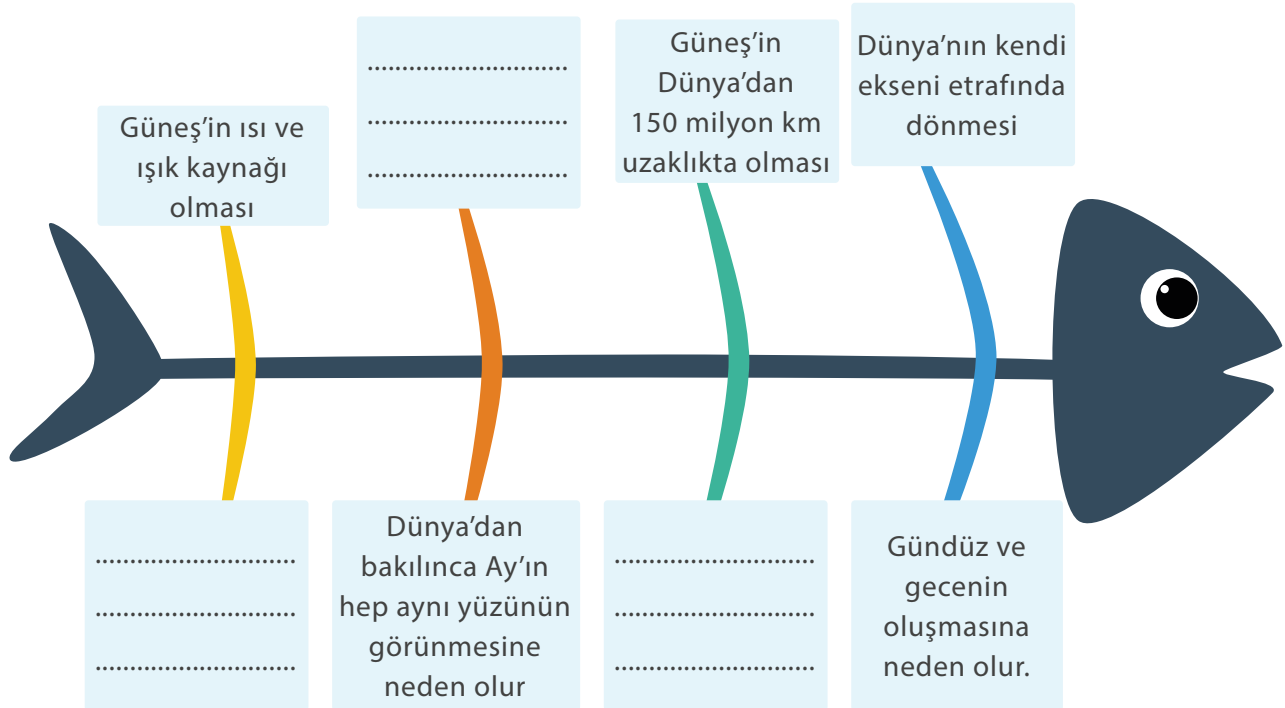 Güneş’in ısı ve
ışık kaynağı
olması
...............................
...............................
...............................
Güneş’in
Dünya’dan
150 milyon km
uzaklıkta olması
Dünya’nın kendi
ekseni etrafında
dönmesi
...............................
...............................
...............................
Dünya’dan
bakılınca Ay’ın
hep aynı yüzünün
görünmesine
neden olur
...............................
...............................
...............................
Gündüz ve
gecenin
oluşmasına
neden olur.